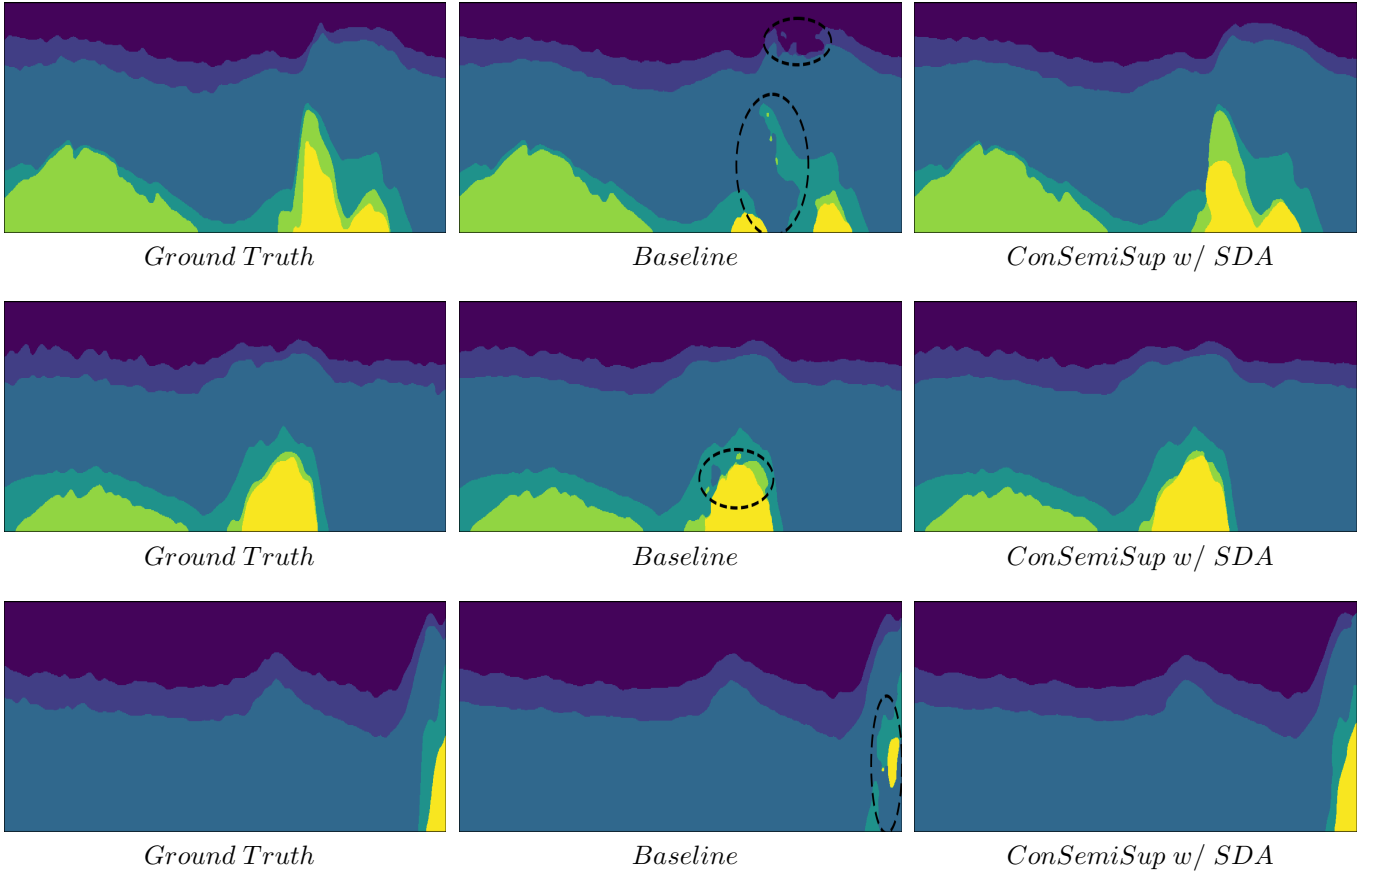 Ground Truth
Baseline
ConSemiSup w/ SDA
Ground Truth
Baseline
ConSemiSup w/ SDA
Ground Truth
Baseline
ConSemiSup w/ SDA